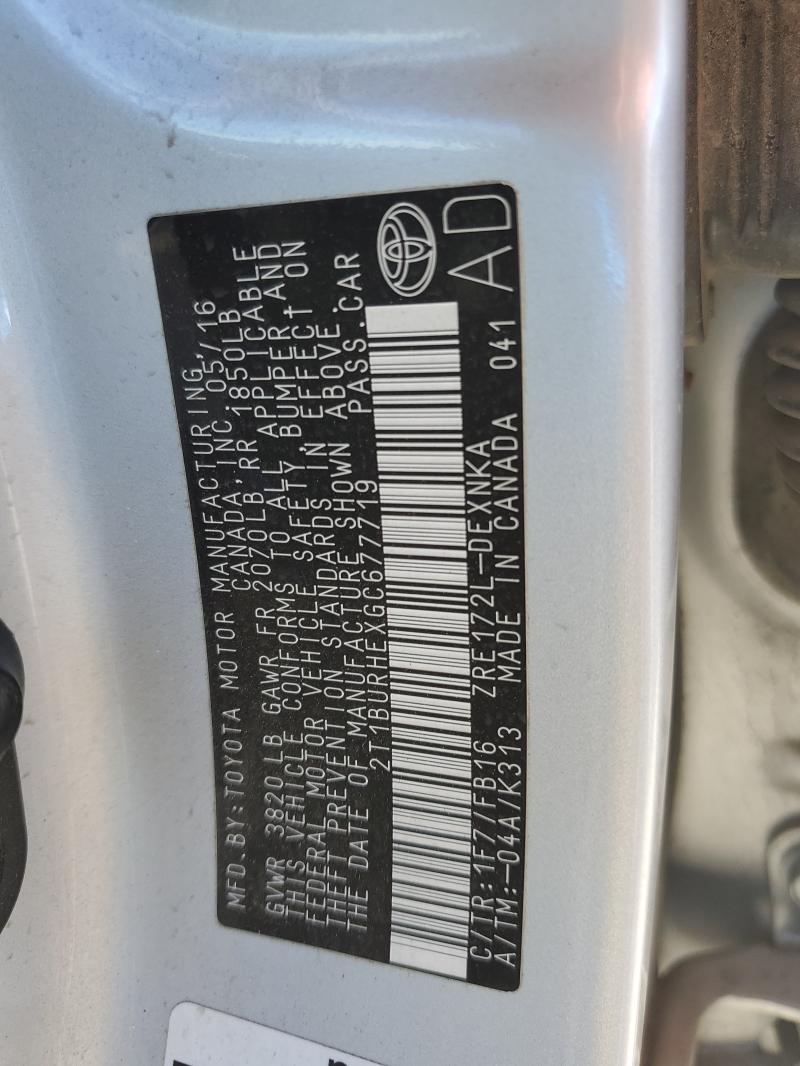 MFD.BY:TOYOTA MOTOR MANUFACTURING
CANADA, INC. 05/16
GVWR 3820 LB GAWR FR 2070LB, RR 1850LB
THIS VEHICLE CONFORMS TO ALL APPLICABLE
FEDERAL MOTOR VEHICLE SAFETY, BUMPER AND
THEFT PREVENTION STANDARDS IN EFFECT ON
THE DATE OF MANUFACTURE SHOWN ABOVE.
2T1BURHEXGC677719 PASS.CAR
C/TR:1F7/FB16 ZRE172L-DEXNKA
A/TM:-04A/K313 MADE IN CANADA 041
AD